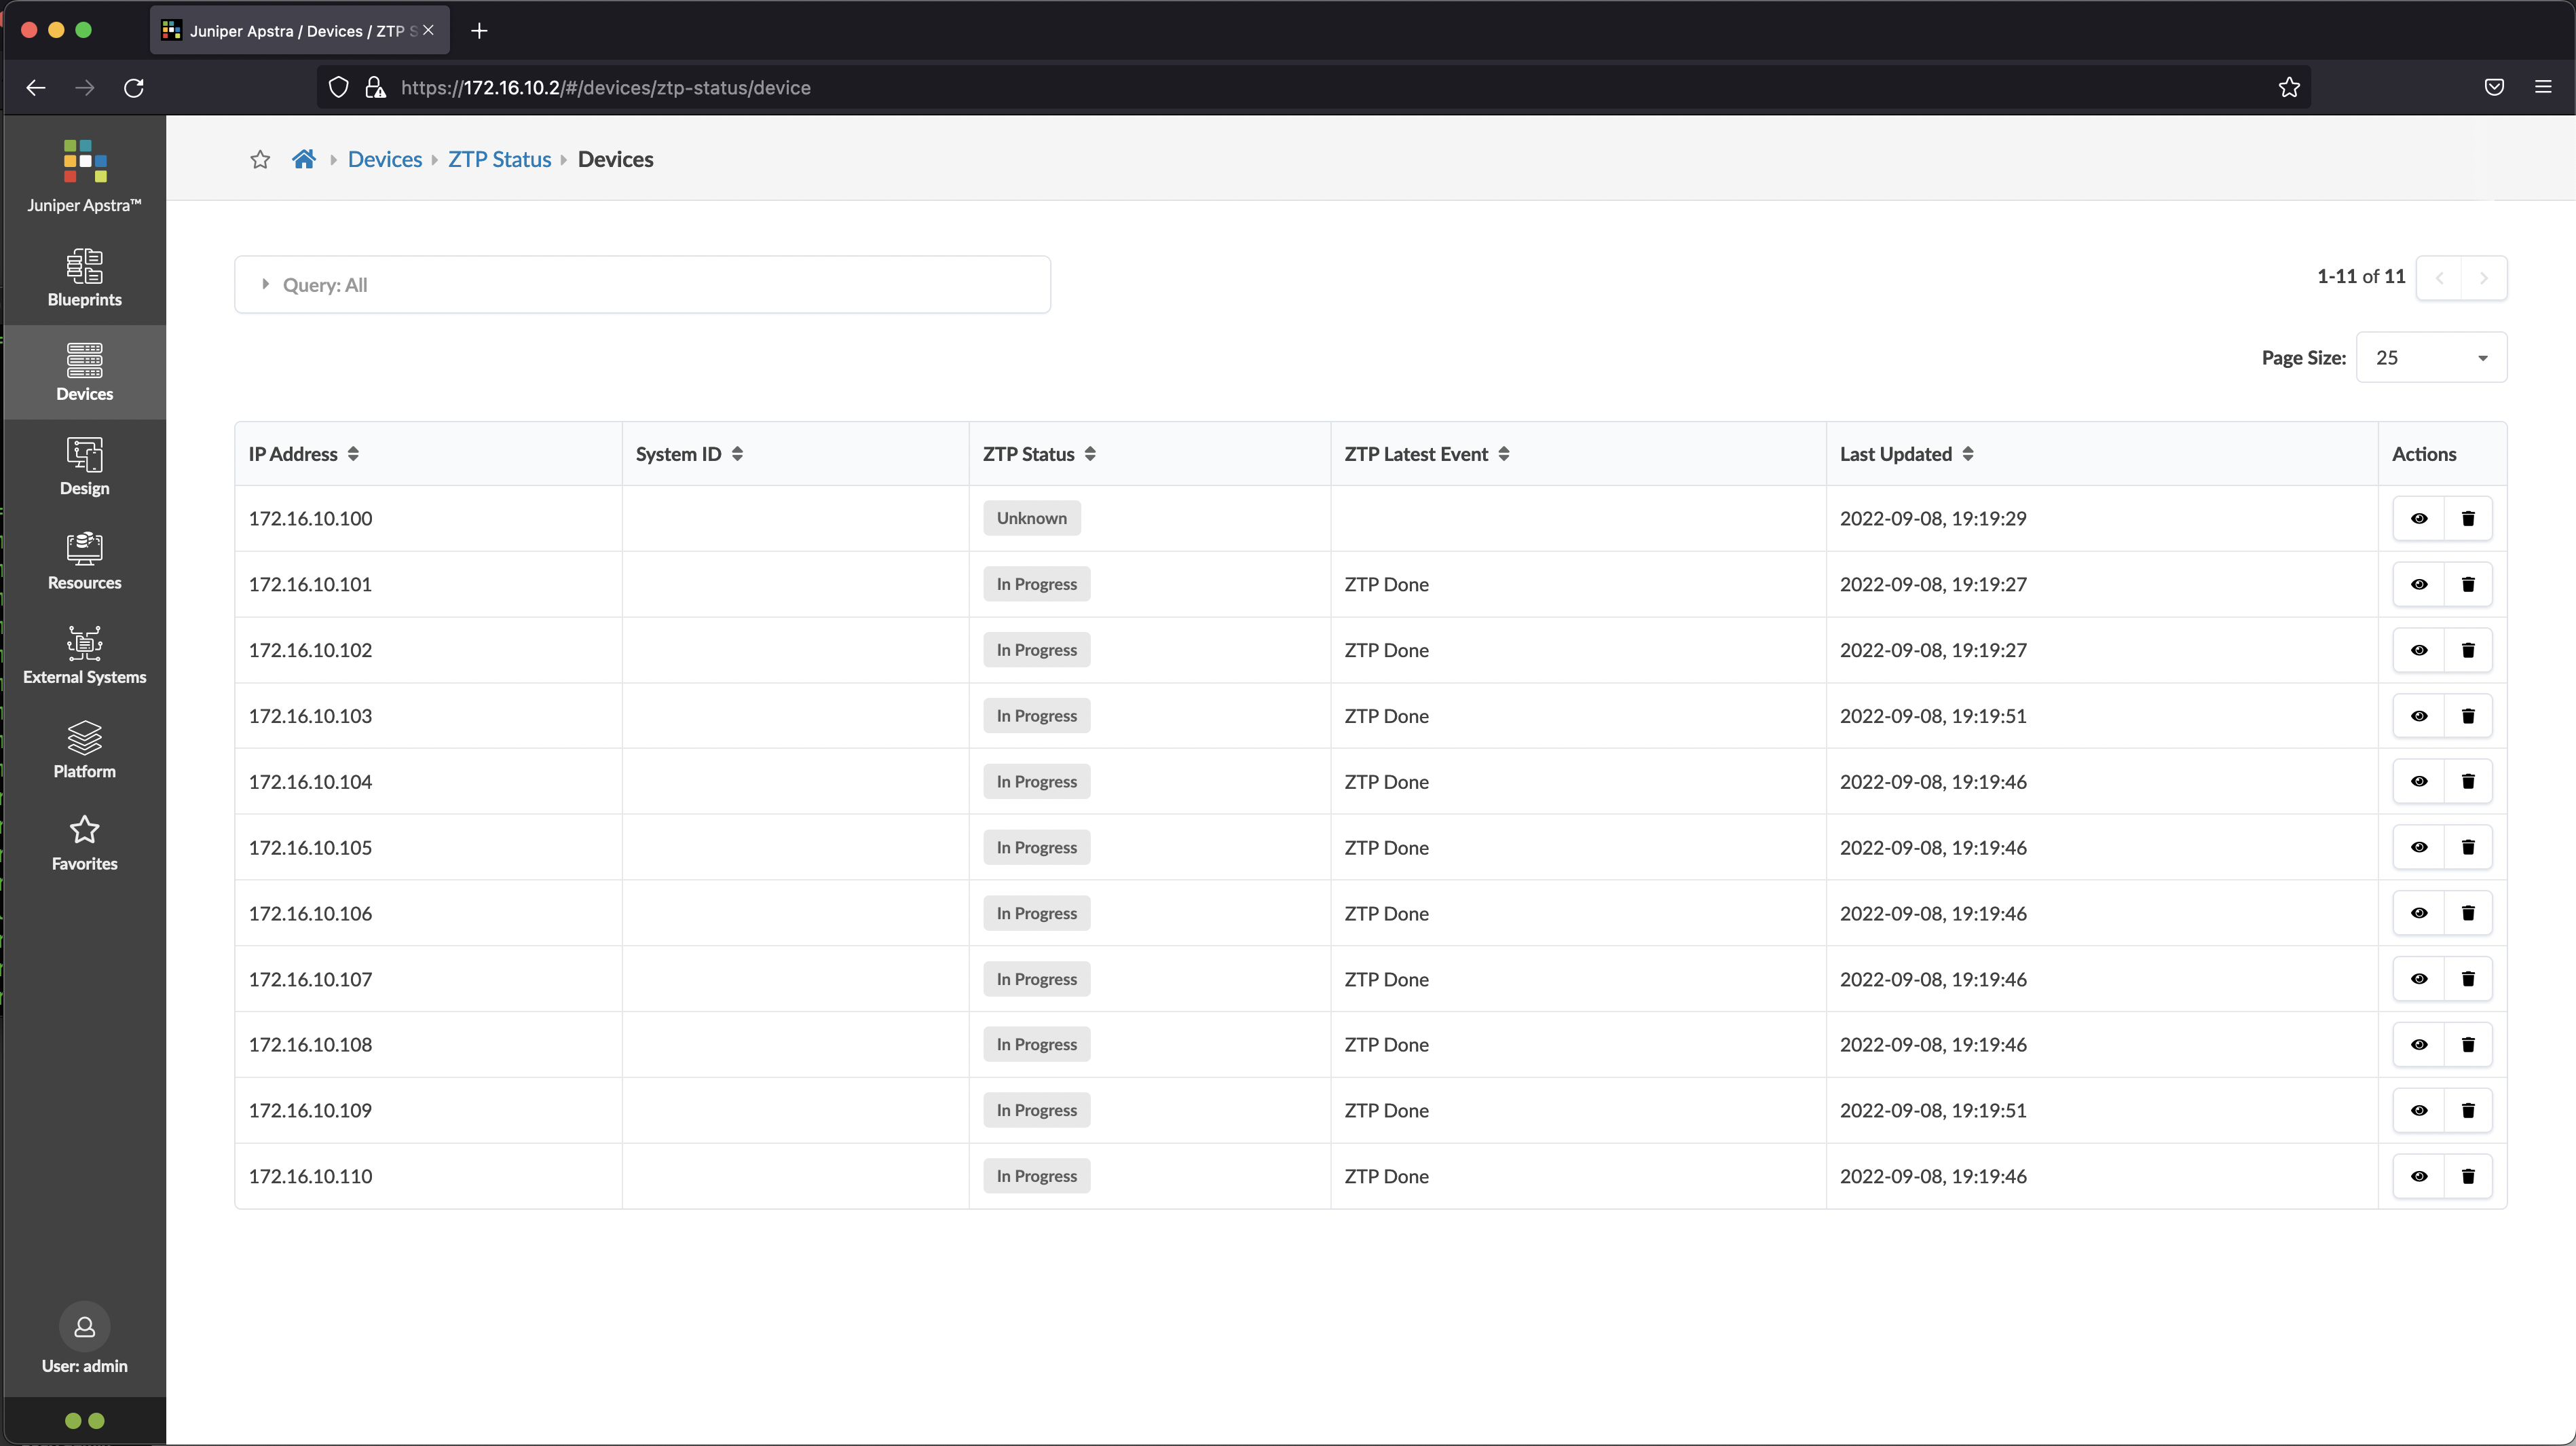 Juniper Apstra / Devices / ZTP S
https://172.16.10.2/#/devices/ztp-status/device
Juniper Apstra™
Blueprints
Devices
Design
Resources
External Systems
Platform
Favorites
User: admin
Devices ZTP Status Devices
Query: All
1-11 of 11
Page Size: 25
IP Address System ID ZTP Status ZTP Latest Event Last Updated Actions
172.16.10.100 Unknown 2022-09-08, 19:19:29
172.16.10.101 In Progress ZTP Done 2022-09-08, 19:19:27
172.16.10.102 In Progress ZTP Done 2022-09-08, 19:19:27
172.16.10.103 In Progress ZTP Done 2022-09-08, 19:19:51
172.16.10.104 In Progress ZTP Done 2022-09-08, 19:19:46
172.16.10.105 In Progress ZTP Done 2022-09-08, 19:19:46
172.16.10.106 In Progress ZTP Done 2022-09-08, 19:19:46
172.16.10.107 In Progress ZTP Done 2022-09-08, 19:19:46
172.16.10.108 In Progress ZTP Done 2022-09-08, 19:19:46
172.16.10.109 In Progress ZTP Done 2022-09-08, 19:19:51
172.16.10.110 In Progress ZTP Done 2022-09-08, 19:19:46